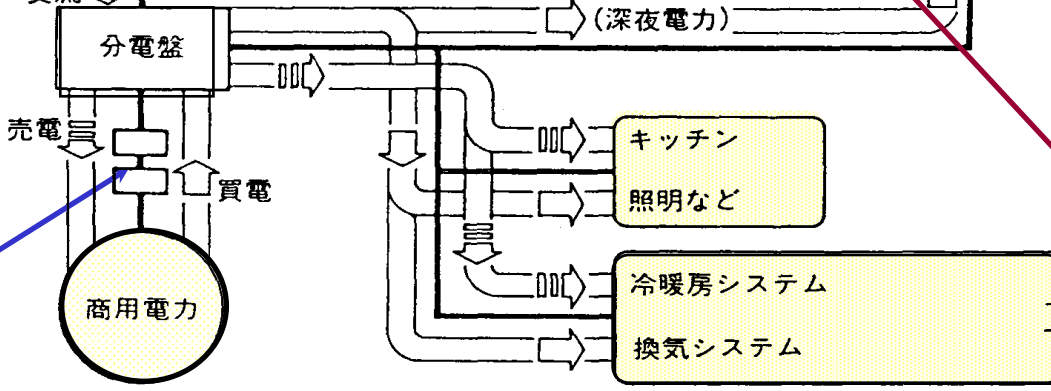 (深夜電力)
分電盤
売電
買電
キッチン
照明など
商用電力
冷暖房システム
換気システム